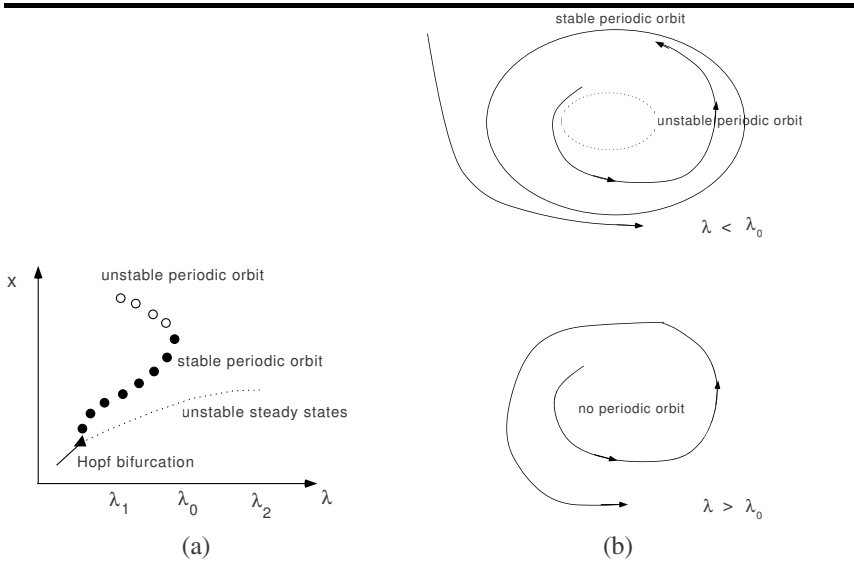 stable periodic orbit
unstable periodic orbit
λ < λ₀
unstable periodic orbit
x
stable periodic orbit
unstable steady states
Hopf bifurcation
λ₁ λ₀ λ₂ λ
(a)
no periodic orbit
λ > λ₀
(b)